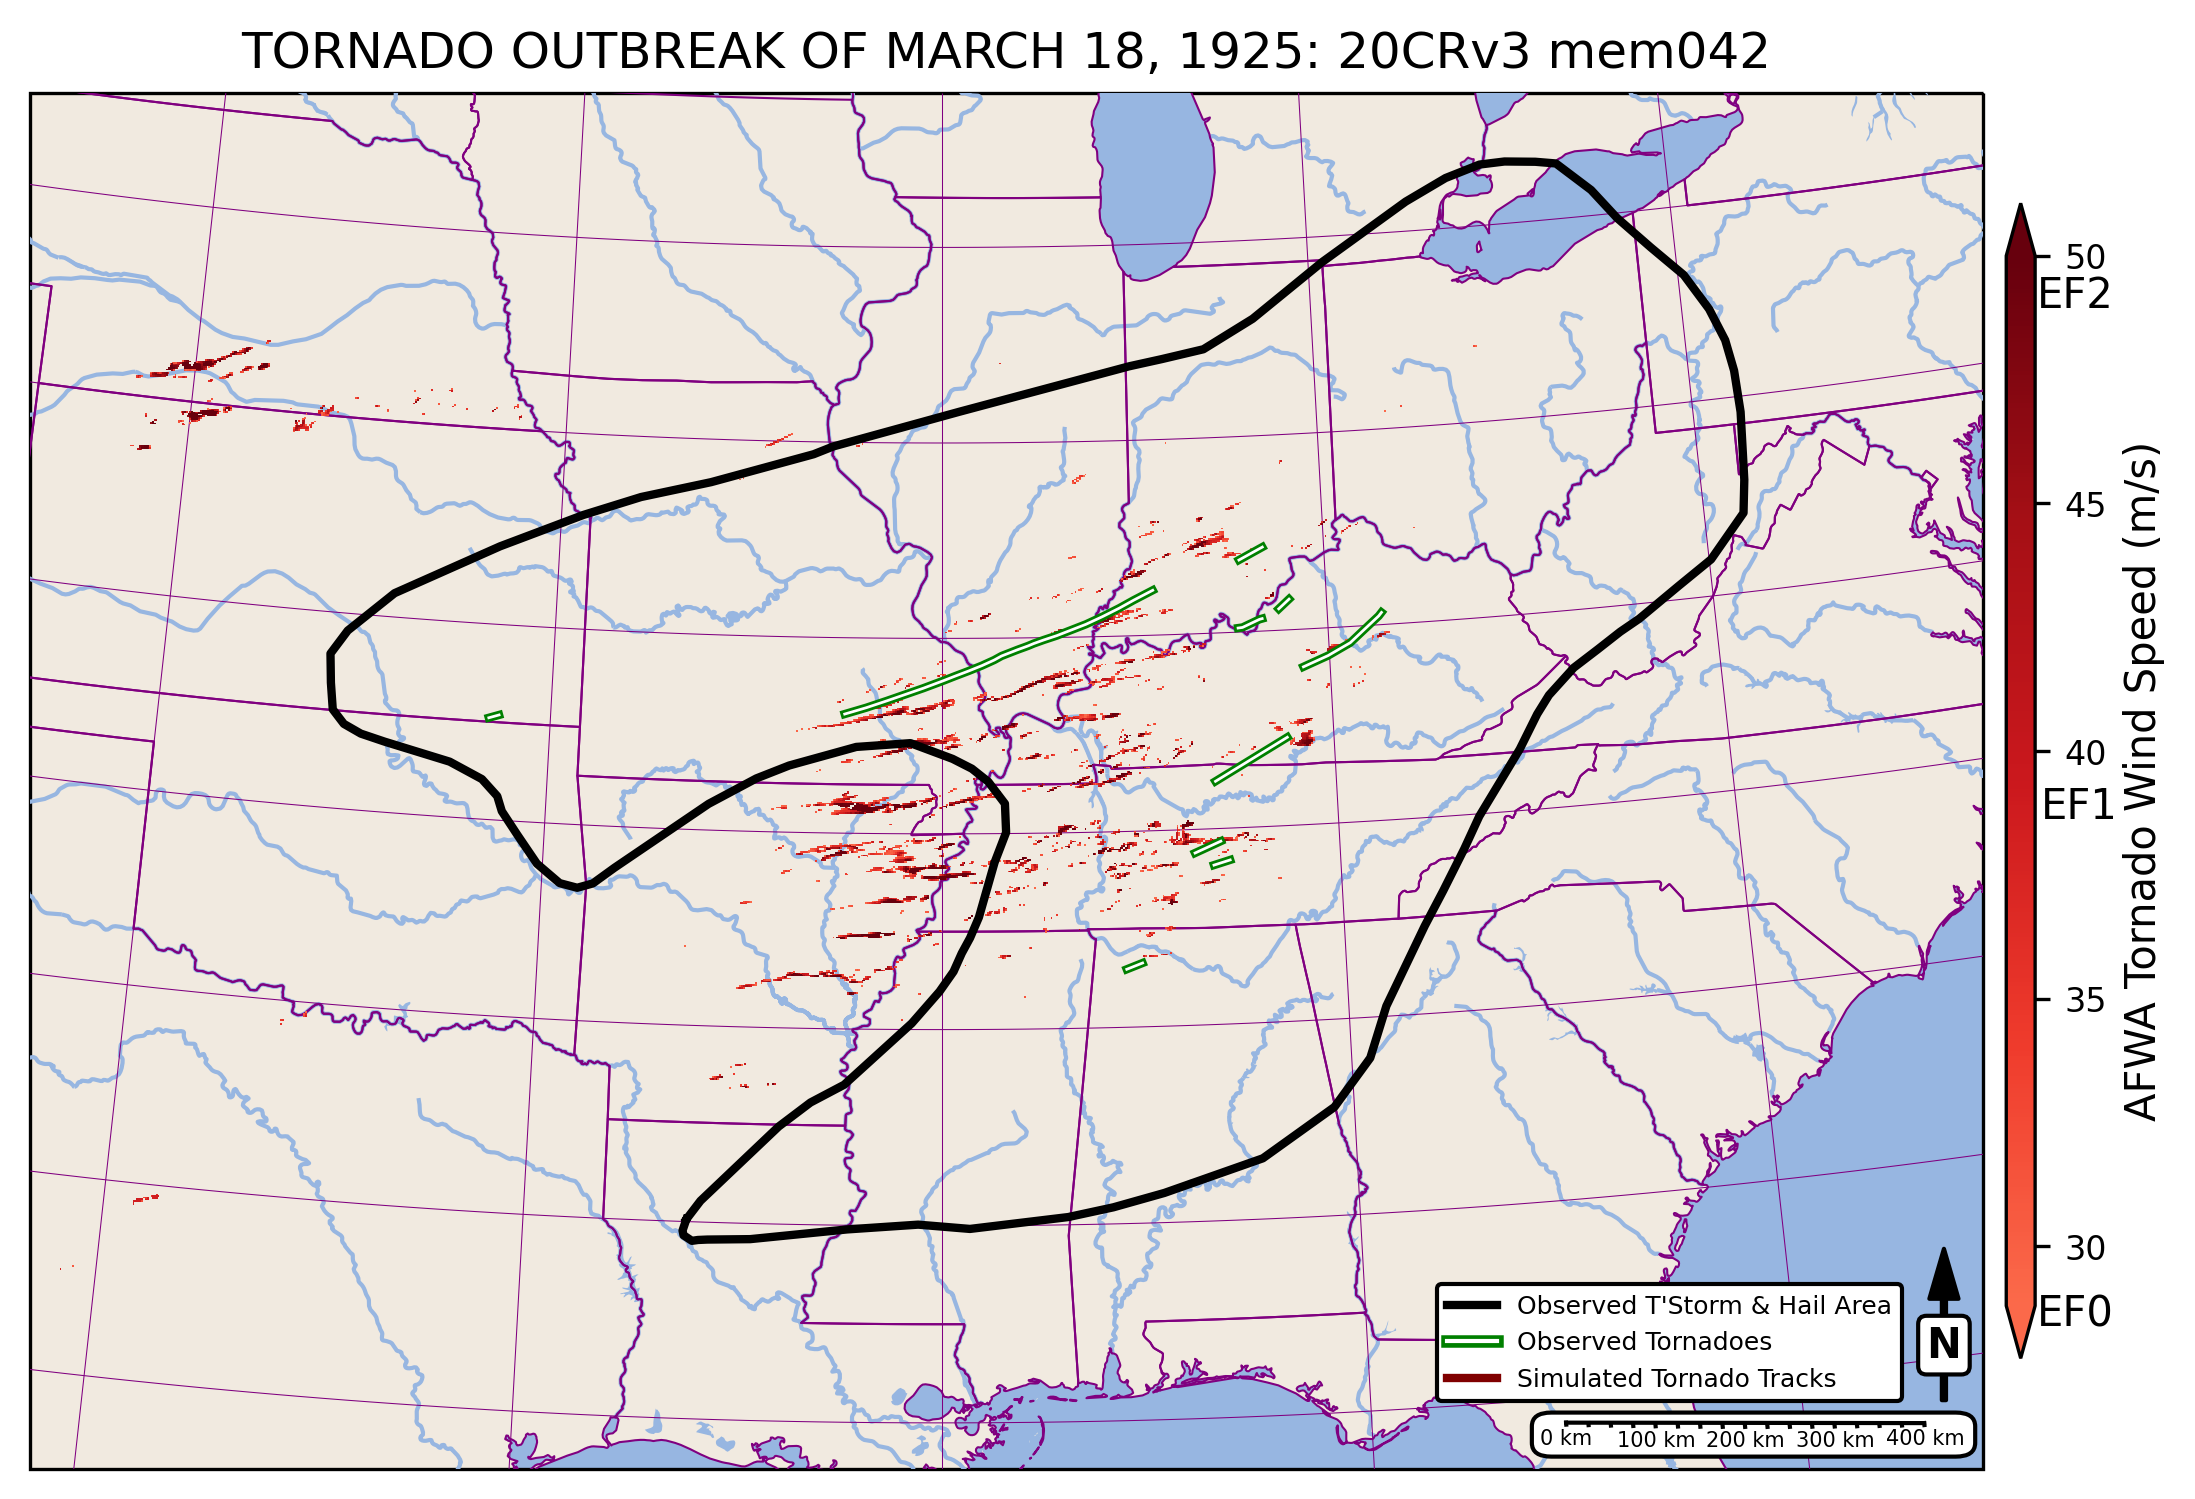 TORNADO OUTBREAK OF MARCH 18, 1925: 20CRv3 mem042
50
EF2
45
40
EF1
35
30
EF0
AFWA Tornado Wind Speed (m/s)
Observed T'Storm & Hail Area
Observed Tornadoes
Simulated Tornado Tracks
N
0 km 100 km 200 km 300 km 400 km